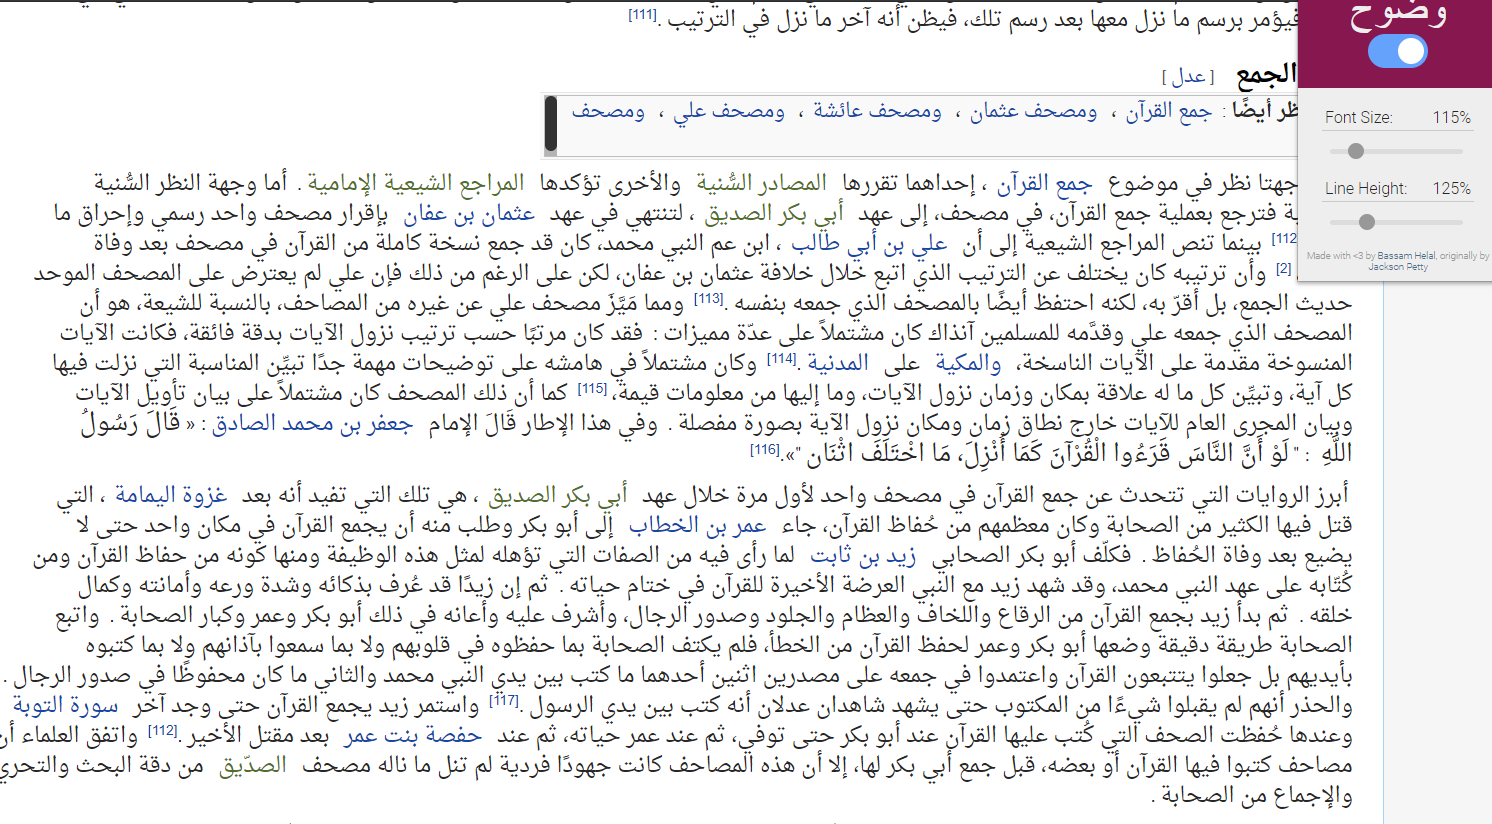 فيؤمر برسم ما نزل معها بعد رسم تلك، فيظن أنه آخر ما نزل في الترتيب .[111]
الجمع [ عدل ]
ظر أيضًا : جمع القرآن ، ومصحف عثمان ، ومصحف عائشة ، ومصحف علي ، ومصحف
جهتا نظر في موضوع جمع القرآن ، إحداهما تقررها المصادر السُّنية والأخرى تؤكدها المراجع الشيعية الإمامية . أما وجهة النظر السُّنية
ية فترجع بعملية جمع القرآن، في مصحف، إلى عهد أبي بكر الصديق ، لتنتهي في عهد عثمان بن عفان بإقرار مصحف واحد رسمي وإحراق ما
[112 بينما تنص المراجع الشيعية إلى أن علي بن أبي طالب ، ابن عم النبي محمد، كان قد جمع نسخة كاملة من القرآن في مصحف بعد وفاة
[2] وأن ترتيبه كان يختلف عن الترتيب الذي اتبع خلال خلافة عثمان بن عفان، لكن على الرغم من ذلك فإن علي لم يعترض على المصحف الموحد
حديث الجمع، بل أقرّ به، لكنه احتفظ أيضًا بالمصحف الذي جمعه بنفسه .[113] ومما مَيَّزَ مصحف علي عن غيره من المصاحف، بالنسبة للشيعة، هو أن
المصحف الذي جمعه علي وقدَّمه للمسلمين آنذاك كان مشتملاً على عدّة مميزات : فقد كان مرتبًا حسب ترتيب نزول الآيات بدقة فائقة، فكانت الآيات
المنسوخة مقدمة على الآيات الناسخة، والمكية على المدنية .[114] وكان مشتملاً في هامشه على توضيحات مهمة جدًا تبيِّن المناسبة التي نزلت فيها
كل آية، وتبيِّن كل ما له علاقة بمكان وزمان نزول الآيات، وما إليها من معلومات قيمة،[115] كما أن ذلك المصحف كان مشتملاً على بيان تأويل الآيات
وبيان المجرى العام للآيات خارج نطاق زمان ومكان نزول الآية بصورة مفصلة . وفي هذا الإطار قَالَ الإمام جعفر بن محمد الصادق : « قَالَ رَسُولُ
اللَّهِ : " لَوْ أَنَّ النَّاسَ قَرَءُوا الْقُرْآنَ كَمَا أُنْزِلَ، مَا اخْتَلَفَ اثْنَان "».[116]
أبرز الروايات التي تتحدث عن جمع القرآن في مصحف واحد لأول مرة خلال عهد أبي بكر الصديق ، هي تلك التي تفيد أنه بعد غزوة اليمامة ، التي
قتل فيها الكثير من الصحابة وكان معظمهم من حُفاظ القرآن، جاء عمر بن الخطاب إلى أبو بكر وطلب منه أن يجمع القرآن في مكان واحد حتى لا
يضيع بعد وفاة الحُفاظ . فكلّف أبو بكر الصحابي زيد بن ثابت لما رأى فيه من الصفات التي تؤهله لمثل هذه الوظيفة ومنها كونه من حفاظ القرآن ومن
كُتّابه على عهد النبي محمد، وقد شهد زيد مع النبي العرضة الأخيرة للقرآن في ختام حياته . ثم إن زيدًا قد عُرف بذكائه وشدة ورعه وأمانته وكمال
خلقه . ثم بدأ زيد بجمع القرآن من الرقاع واللخاف والعظام والجلود وصدور الرجال، وأشرف عليه وأعانه في ذلك أبو بكر وعمر وكبار الصحابة . واتبع
الصحابة طريقة دقيقة وضعها أبو بكر وعمر لحفظ القرآن من الخطأ، فلم يكتف الصحابة بما حفظوه في قلوبهم ولا بما سمعوا بآذانهم ولا بما كتبوه
بأيديهم بل جعلوا يتتبعون القرآن واعتمدوا في جمعه على مصدرين اثنين أحدهما ما كتب بين يدي النبي محمد والثاني ما كان محفوظًا في صدور الرجال .
والحذر أنهم لم يقبلوا شيءًا من المكتوب حتى يشهد شاهدان عدلان أنه كتب بين يدي الرسول .[117] واستمر زيد يجمع القرآن حتى وجد آخر سورة التوبة
وعندها حُفظت الصحف التي كُتب عليها القرآن عند أبو بكر حتى توفي، ثم عند عمر حياته، ثم عند حفصة بنت عمر بعد مقتل الأخير .[112] واتفق العلماء أن
مصاحف كتبوا فيها القرآن أو بعضه، قبل جمع أبي بكر لها، إلا أن هذه المصاحف كانت جهودًا فردية لم تنل ما ناله مصحف الصدّيق من دقة البحث والتحري
والإجماع من الصحابة .
وضوح
Font Size: 115%
Line Height: 125%
Made with <3 by Bassam Helal, originally by
Jackson Petty